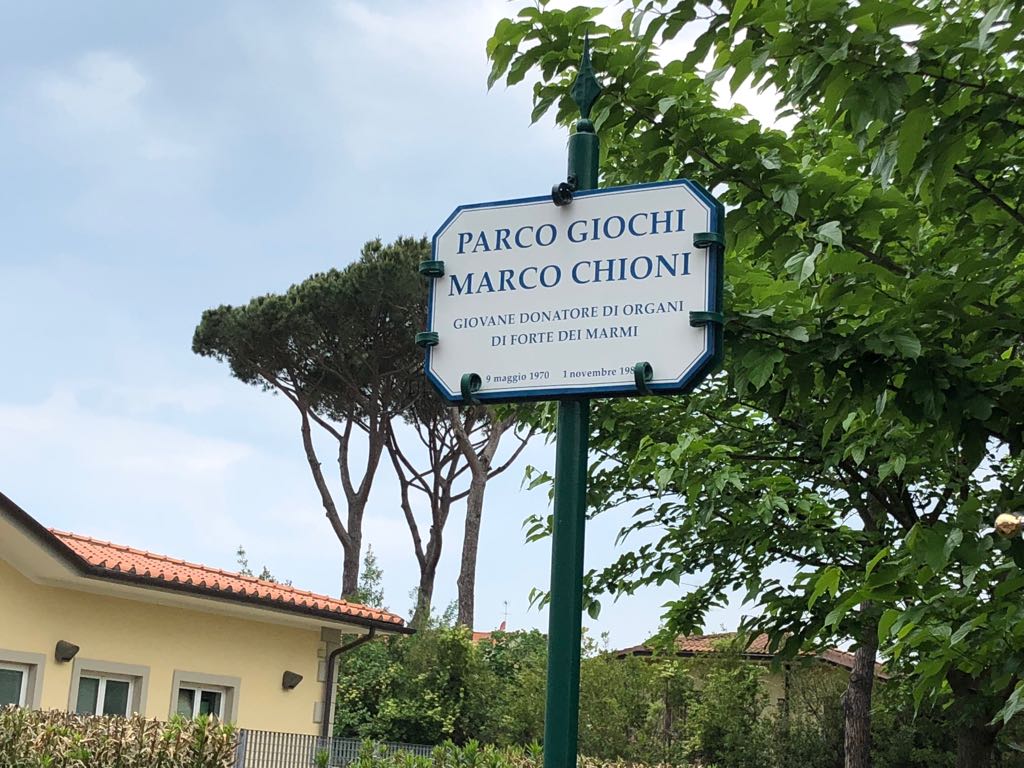 PARCO GIOCHI
MARCO CHIONI
GIOVANE DONATORE DI ORGANI
DI FORTE DEI MARMI
9 maggio 1970 1 novembre